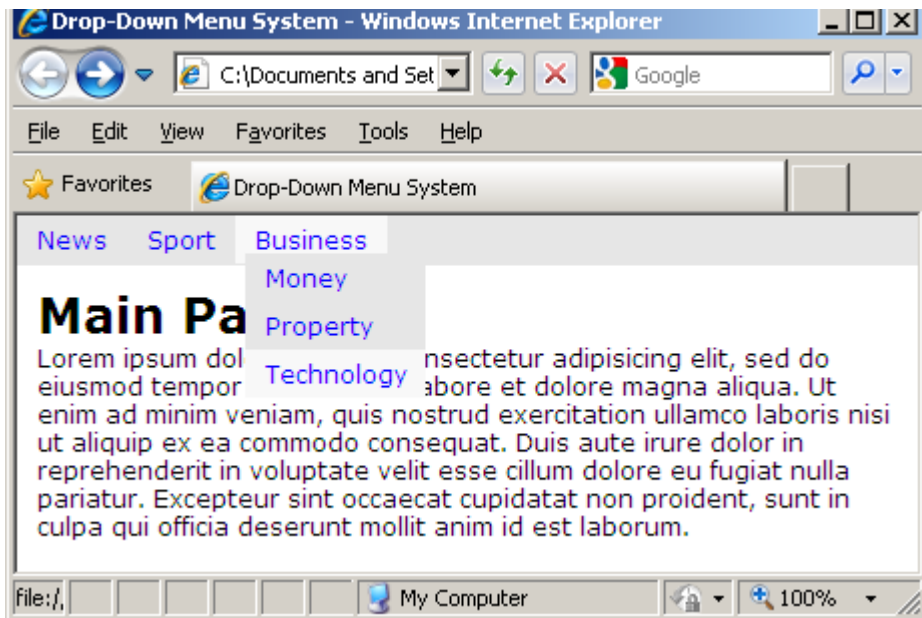 Drop-Down Menu System - Windows Internet Explorer
C:\Documents and Set
Google
File Edit View Favorites Tools Help
Favorites
Drop-Down Menu System
News Sport Business
Money
Main Pa
Property
Lorem ipsum dol nsectetur adipisicing elit, sed do
Technology
eiusmod tempor abore et dolore magna aliqua. Ut
enim ad minim veniam, quis nostrud exercitation ullamco laboris nisi
ut aliquip ex ea commodo consequat. Duis aute irure dolor in
reprehenderit in voluptate velit esse cillum dolore eu fugiat nulla
pariatur. Excepteur sint occaecat cupidatat non proident, sunt in
culpa qui officia deserunt mollit anim id est laborum.
file:/,
My Computer
100%